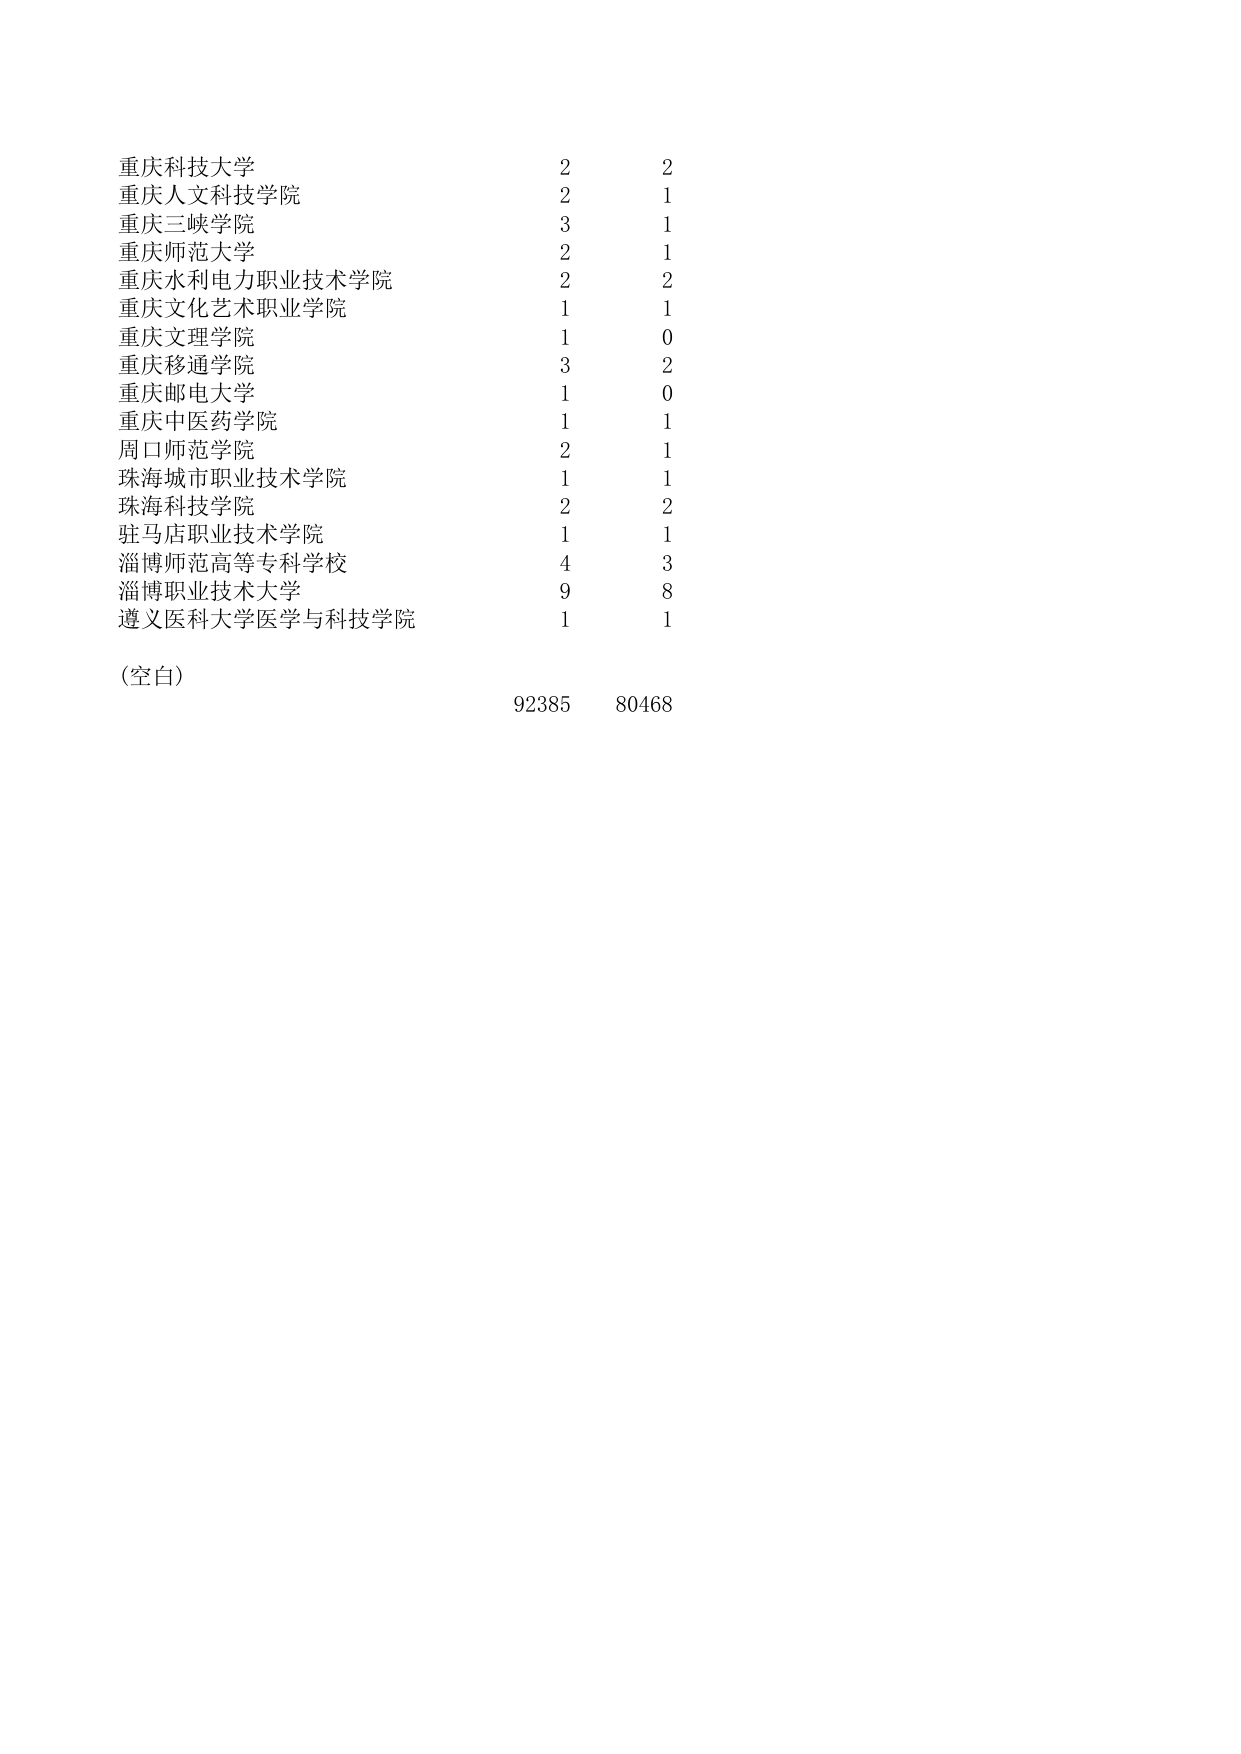 重庆科技大学 2 2
重庆人文科技学院 2 1
重庆三峡学院 3 1
重庆师范大学 2 1
重庆水利电力职业技术学院 2 2
重庆文化艺术职业学院 1 1
重庆文理学院 1 0
重庆移通学院 3 2
重庆邮电大学 1 0
重庆中医药学院 1 1
周口师范学院 2 1
珠海城市职业技术学院 1 1
珠海科技学院 2 2
驻马店职业技术学院 1 1
淄博师范高等专科学校 4 3
淄博职业技术大学 9 8
遵义医科大学医学与科技学院 1 1
（空白）
92385 80468